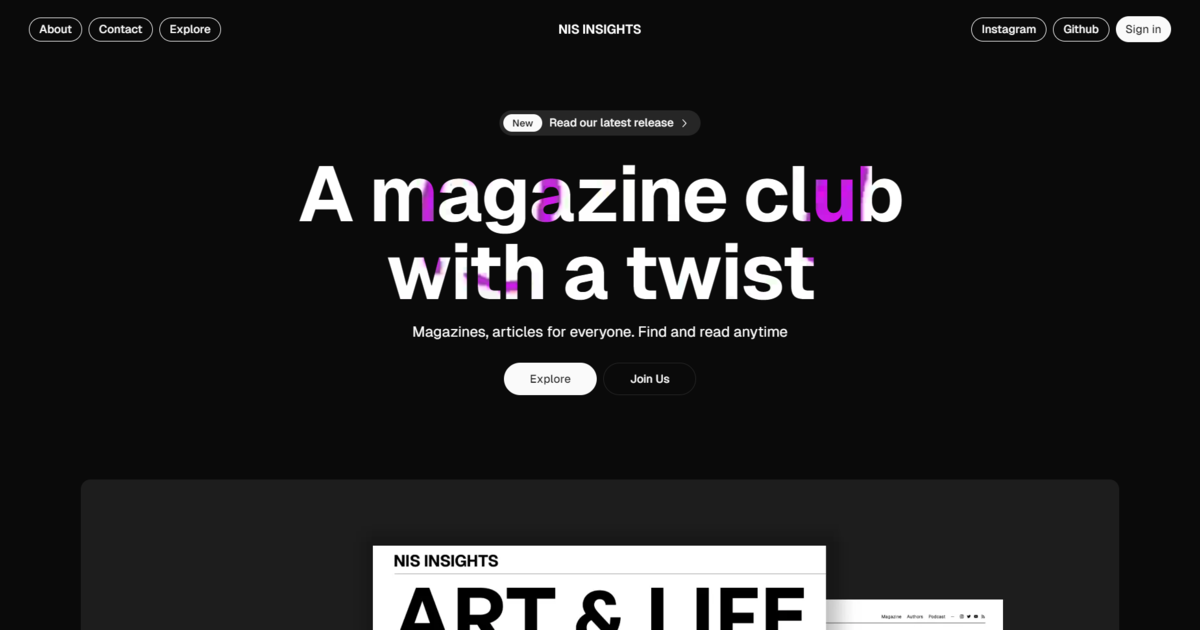 About Contact Explore NIS INSIGHTS Instagram Github Sign in
New Read our latest release
A magazine club
with a twist
Magazines, articles for everyone. Find and read anytime
Explore Join Us
NIS INSIGHTS
ART & LIFE
Magazine Authors Podcast